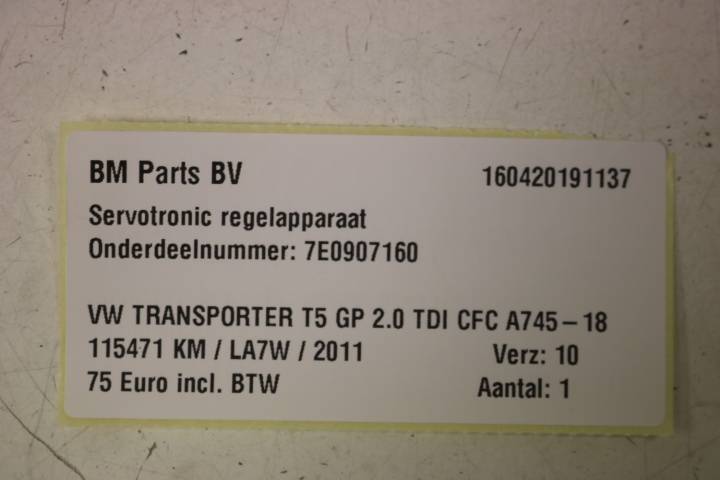 BM Parts BV 160420191137
Servotronic regelapparaat
Onderdeelnummer: 7E0907160
VW TRANSPORTER T5 GP 2.0 TDI CFC A745-18
115471 KM / LA7W / 2011 Verz: 10
75 Euro incl. BTW Aantal: 1